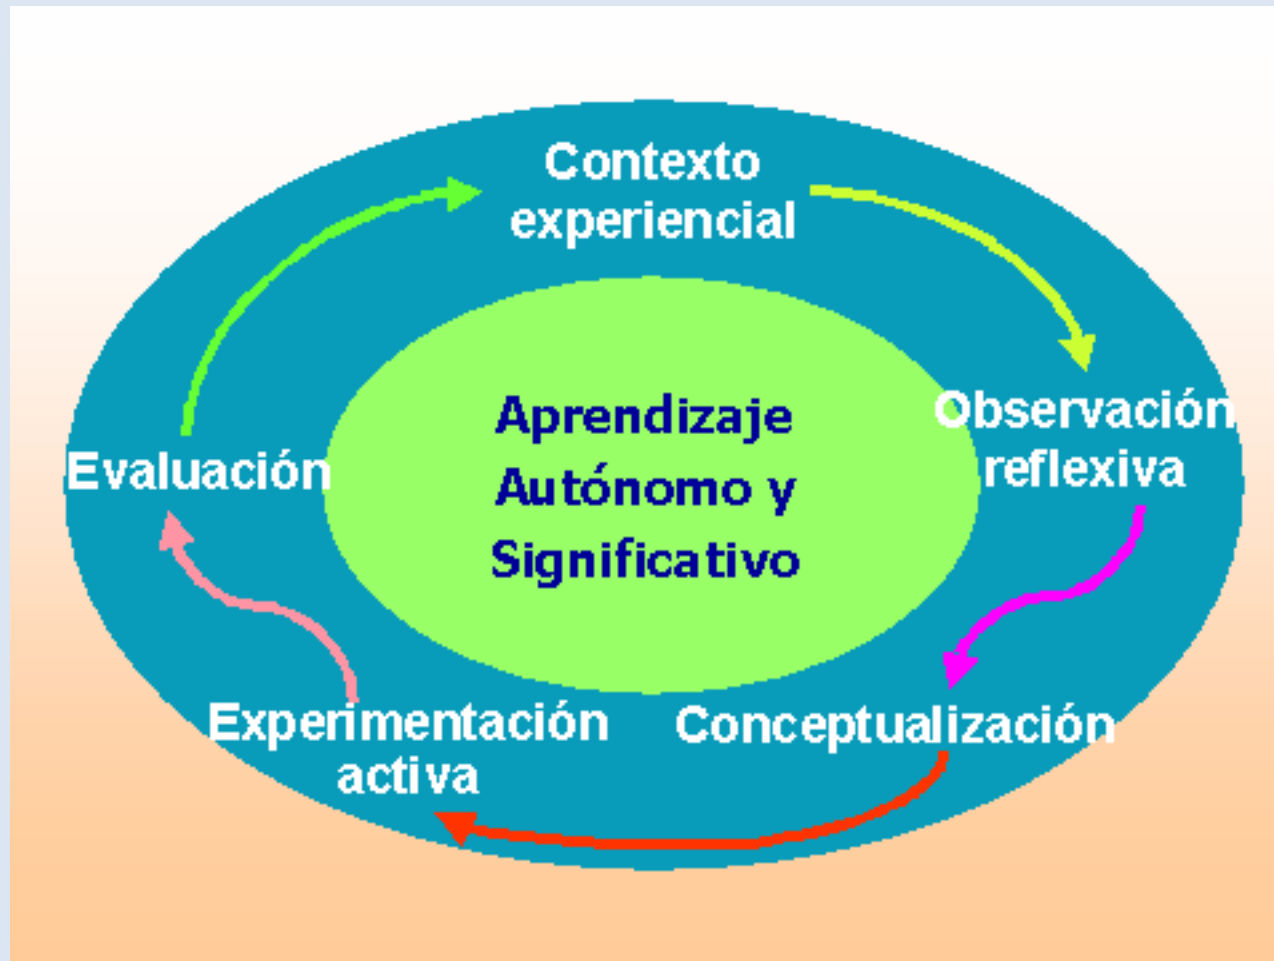 Contexto
experiencial
Observación
reflexiva
Conceptualización
Experimentación
activa
Evaluación
Aprendizaje
Autónomo y
Significativo